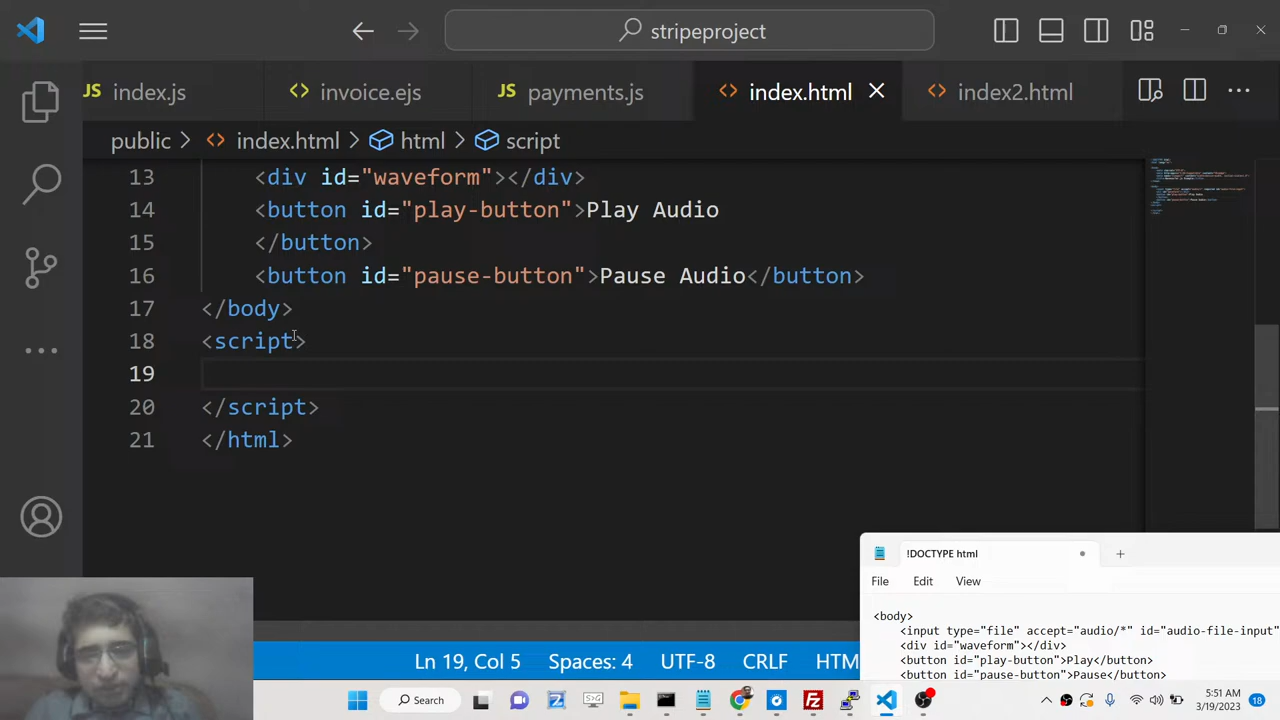 stripeproject
JS index.js
<> invoice.ejs
JS payments.js
<> index.html
<> index2.html
public > <> index.html > html > script
13 <div id="waveform"></div>
14 <button id="play-button">Play Audio
15 </button>
16 <button id="pause-button">Pause Audio</button>
17 </body>
18 <script>
19
20 </script>
21 </html>
!DOCTYPE html
File Edit View
<body>
<input type="file" accept="audio/*" id="audio-file-input"
<div id="waveform"></div>
<button id="play-button">Play</button>
<button id="pause-button">Pause</button>
Ln 19, Col 5 Spaces: 4 UTF-8 CRLF HTM
Search
5:51 AM
3/19/2023
18